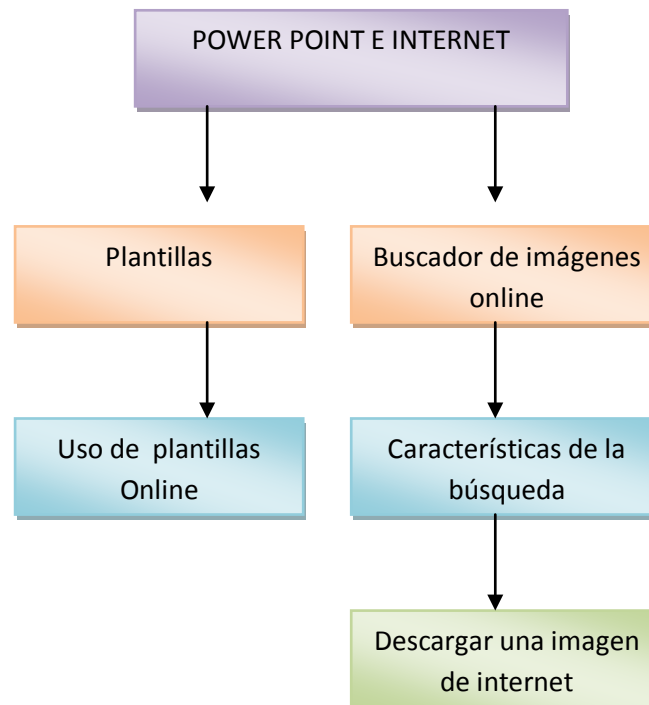 POWER POINT E INTERNET
Plantillas
Buscador de imágenes
online
Uso de plantillas
Online
Caracterísficas de la
búsqueda
Descargar una imagen
de internet